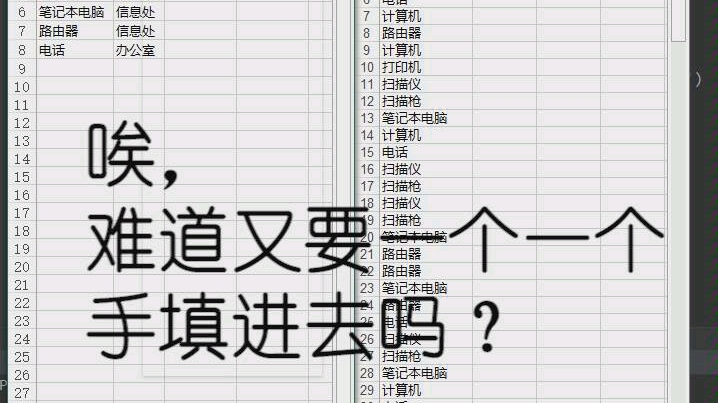 6 笔记本电脑 信息处
7 路由器 信息处
8 电话 办公室
9
10
11
12
13
14
15
16
17
18
19
20
21
22
23
24
25
26
27
电话
7 计算机
8 路由器
9 计算机
10 打印机
11 扫描仪
12 扫描枪
13 笔记本电脑
14 计算机
15 电话
16 扫描仪
17 扫描枪
18 扫描仪
19 扫描枪
20 笔记本电脑
21 路由器
22 路由器
23 笔记本电脑
24 路由器
25 电话
26 扫描仪
27 扫描枪
28 笔记本电脑
29 计算机
唉，
难道又要一个一个
手填进去吗？
)
P